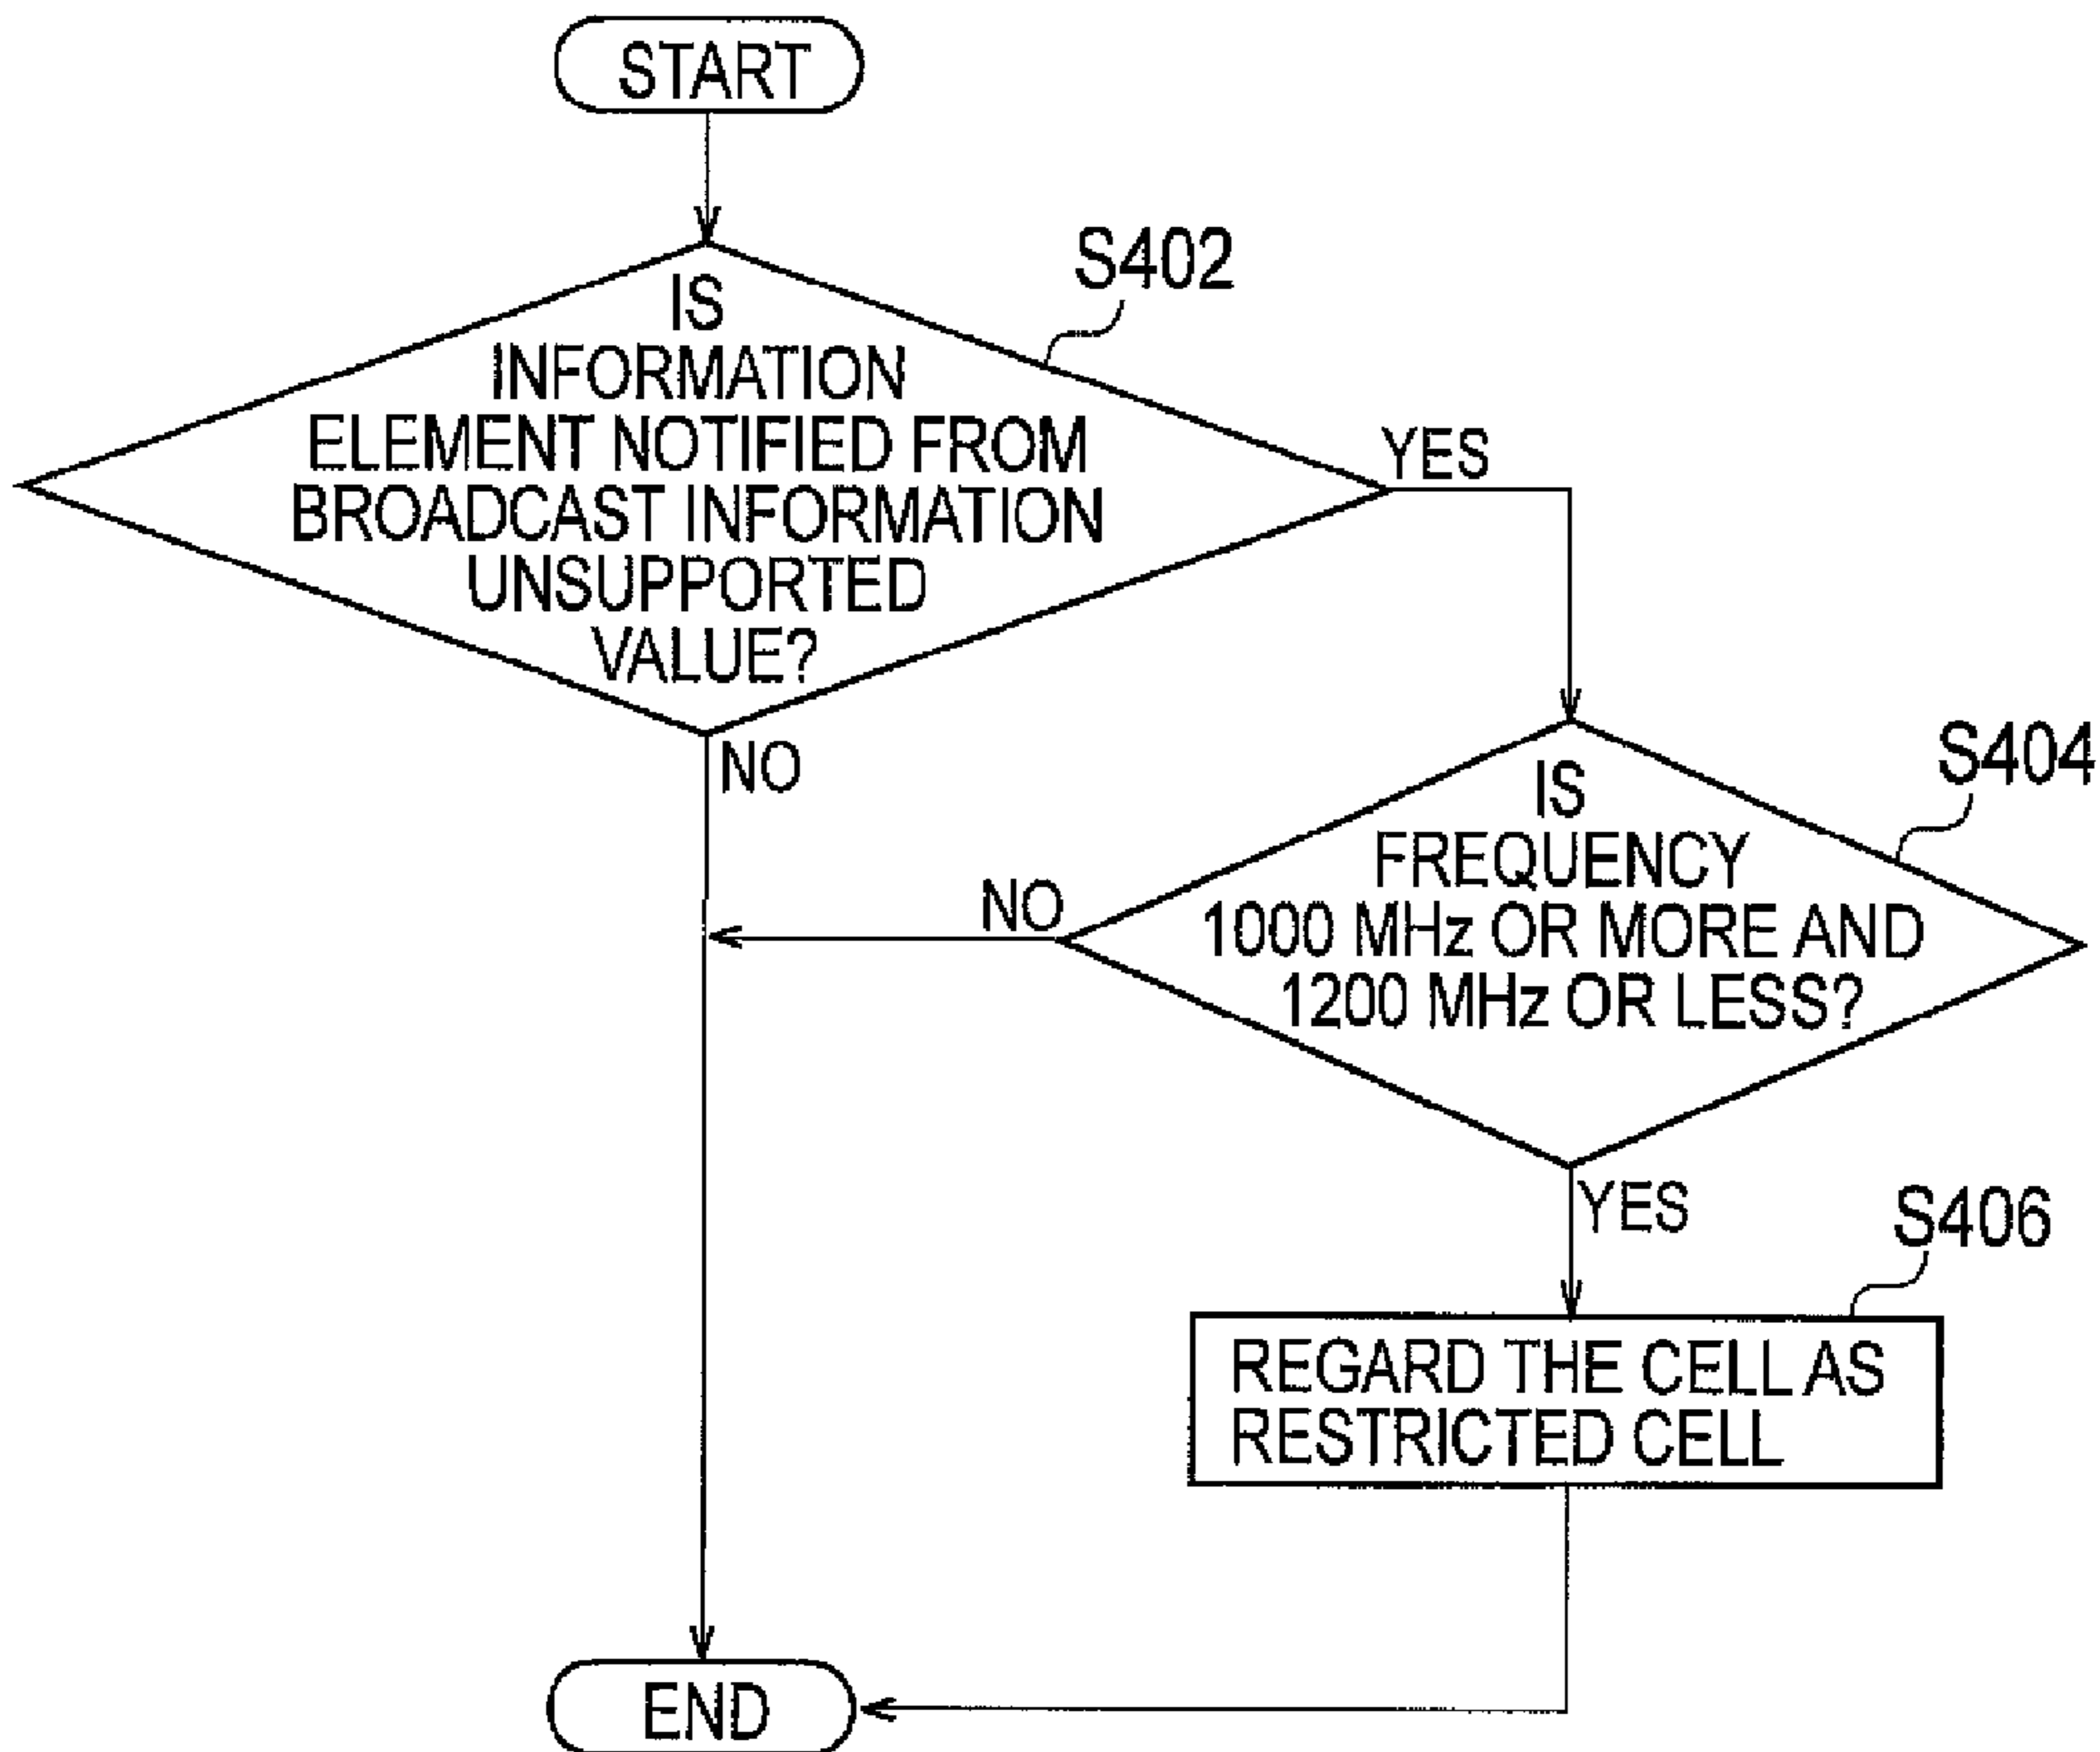 START
S402
IS
INFORMATION
ELEMENT NOTIFIED FROM
BROADCAST INFORMATION
UNSUPPORTED
VALUE?
YES
NO
S404
IS
FREQUENCY
1000 MHz OR MORE AND
1200 MHz OR LESS?
NO
YES
S406
REGARD THE CELL AS
RESTRICTED CELL
END